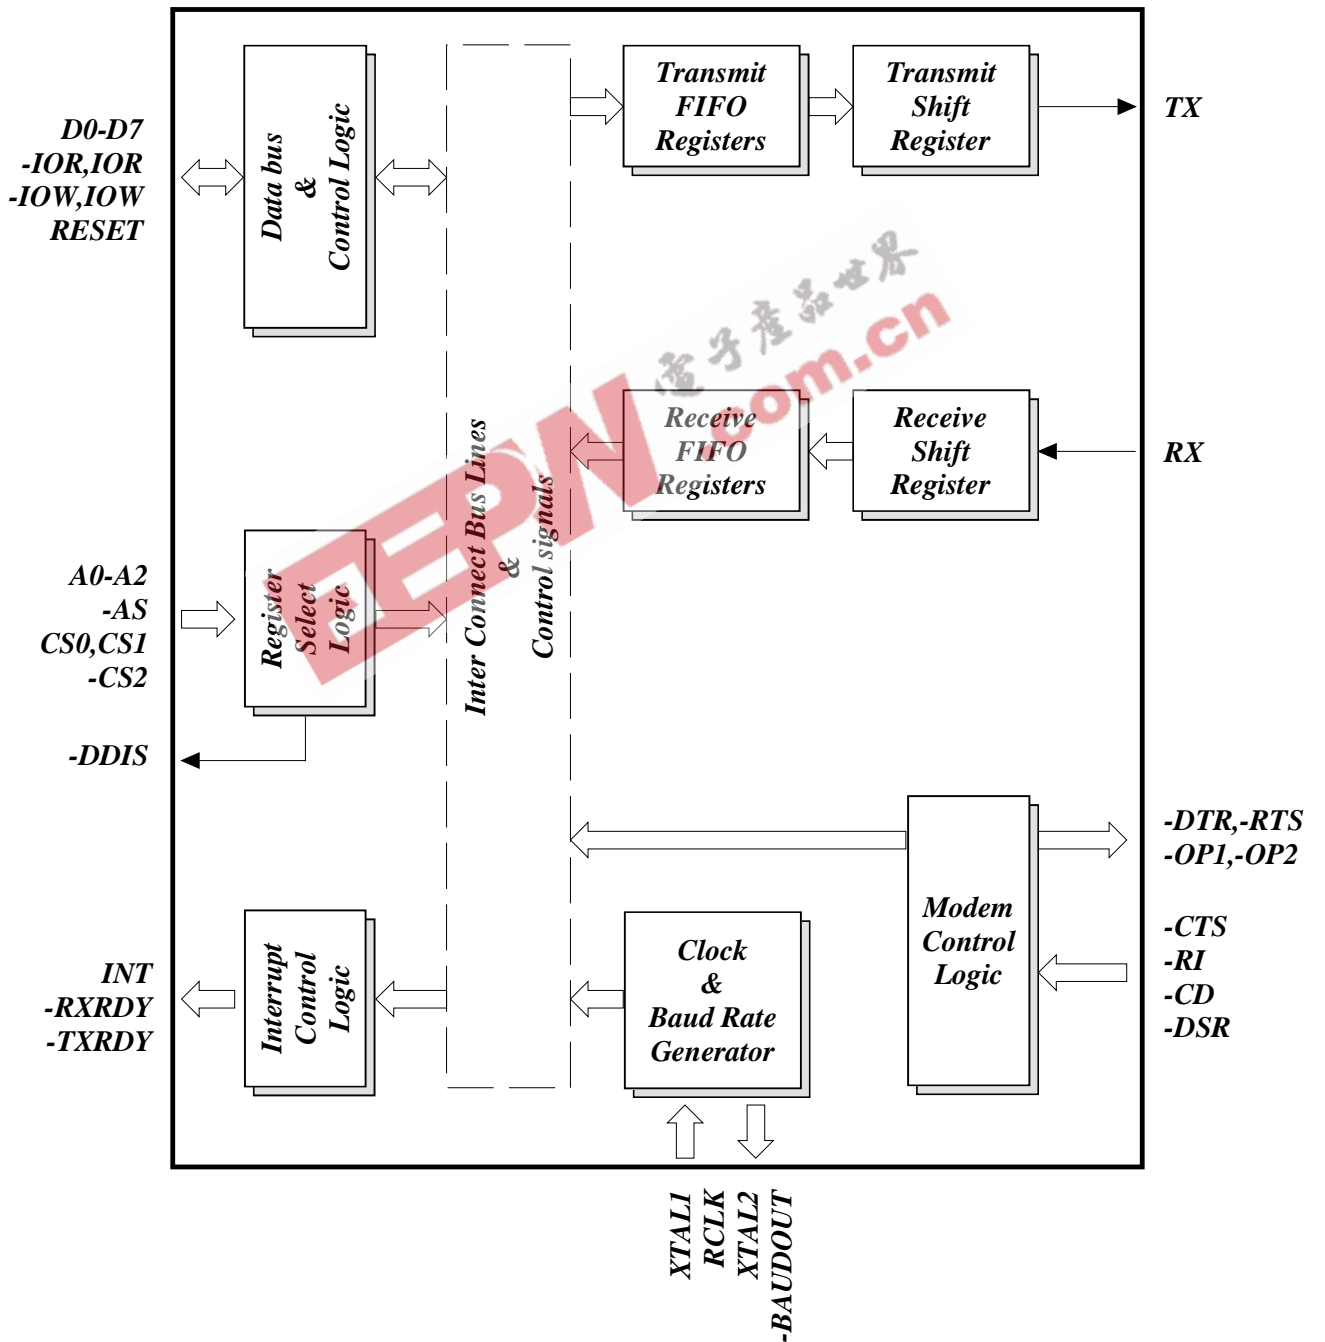 D0-D7
-IOR,IOR
-IOW,IOW
RESET
Data bus
&
Control Logic
Transmit
FIFO
Registers
Transmit
Shift
Register
TX
電子產品世界
.com.cn
EEPW
Receive
FIFO
Registers
Receive
Shift
Register
RX
Inter Connect Bus Lines
&
Control signals
A0-A2
-AS
CS0,CS1
-CS2
Register
Select
Logic
-DDIS
-DTR,-RTS
-OP1,-OP2
Modem
Control
Logic
-CTS
-RI
-CD
-DSR
INT
-RXRDY
-TXRDY
Interrupt
Control
Logic
Clock
&
Baud Rate
Generator
XTAL1
RCLK
XTAL2
-BAUDOUT